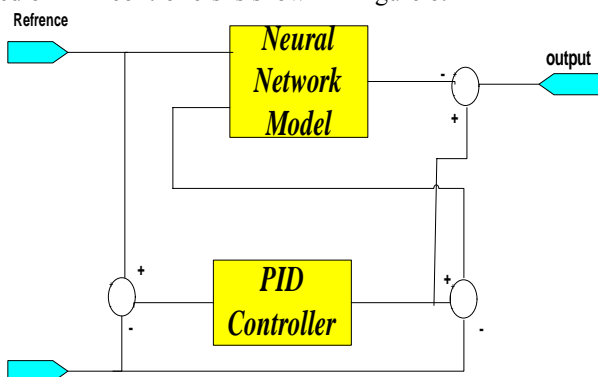 Refrence
Neural
Network
Model
output
-
+
+
-
PID
Controller
+
-